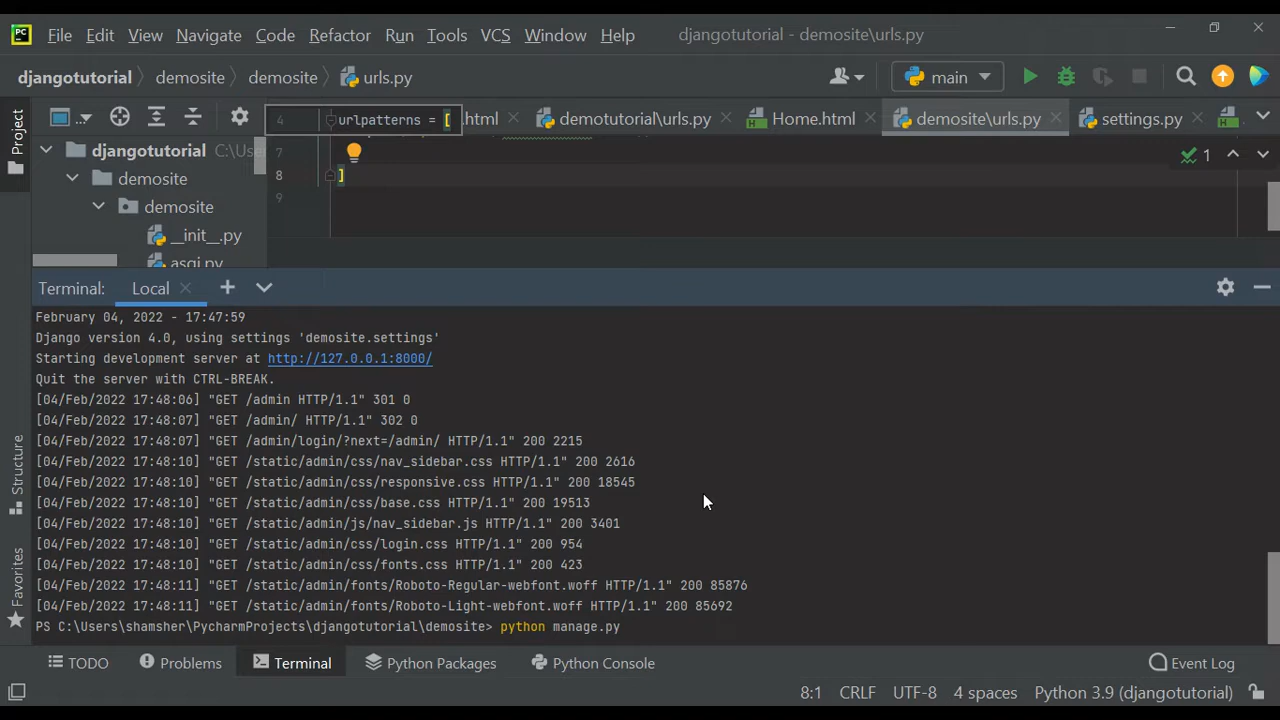 PC File Edit View Navigate Code Refactor Run Tools VCS Window Help djangotutorial - demosite\urls.py
djangotutorial demosite demosite urls.py main
.html demotutorial\urls.py Home.html demosite\urls.py settings.py
4 urlpatterns = [
Project
djangotutorial C:\User
demosite
demosite
__init__.py
asgi.py
7
8 ]
9
1
Terminal: Local
February 04, 2022 - 17:47:59
Django version 4.0, using settings 'demosite.settings'
Starting development server at http://127.0.0.1:8000/
Quit the server with CTRL-BREAK.
[04/Feb/2022 17:48:06] "GET /admin HTTP/1.1" 301 0
[04/Feb/2022 17:48:07] "GET /admin/ HTTP/1.1" 302 0
[04/Feb/2022 17:48:07] "GET /admin/login/?next=/admin/ HTTP/1.1" 200 2215
[04/Feb/2022 17:48:10] "GET /static/admin/css/nav_sidebar.css HTTP/1.1" 200 2616
[04/Feb/2022 17:48:10] "GET /static/admin/css/responsive.css HTTP/1.1" 200 18545
[04/Feb/2022 17:48:10] "GET /static/admin/css/base.css HTTP/1.1" 200 19513
[04/Feb/2022 17:48:10] "GET /static/admin/js/nav_sidebar.js HTTP/1.1" 200 3401
[04/Feb/2022 17:48:10] "GET /static/admin/css/login.css HTTP/1.1" 200 954
[04/Feb/2022 17:48:10] "GET /static/admin/css/fonts.css HTTP/1.1" 200 423
[04/Feb/2022 17:48:11] "GET /static/admin/fonts/Roboto-Regular-webfont.woff HTTP/1.1" 200 85876
[04/Feb/2022 17:48:11] "GET /static/admin/fonts/Roboto-Light-webfont.woff HTTP/1.1" 200 85692
PS C:\Users\shamsher\PycharmProjects\djangotutorial\demosite> python manage.py
Structure
Favorites
TODO Problems Terminal Python Packages Python Console Event Log
8:1 CRLF UTF-8 4 spaces Python 3.9 (djangotutorial)